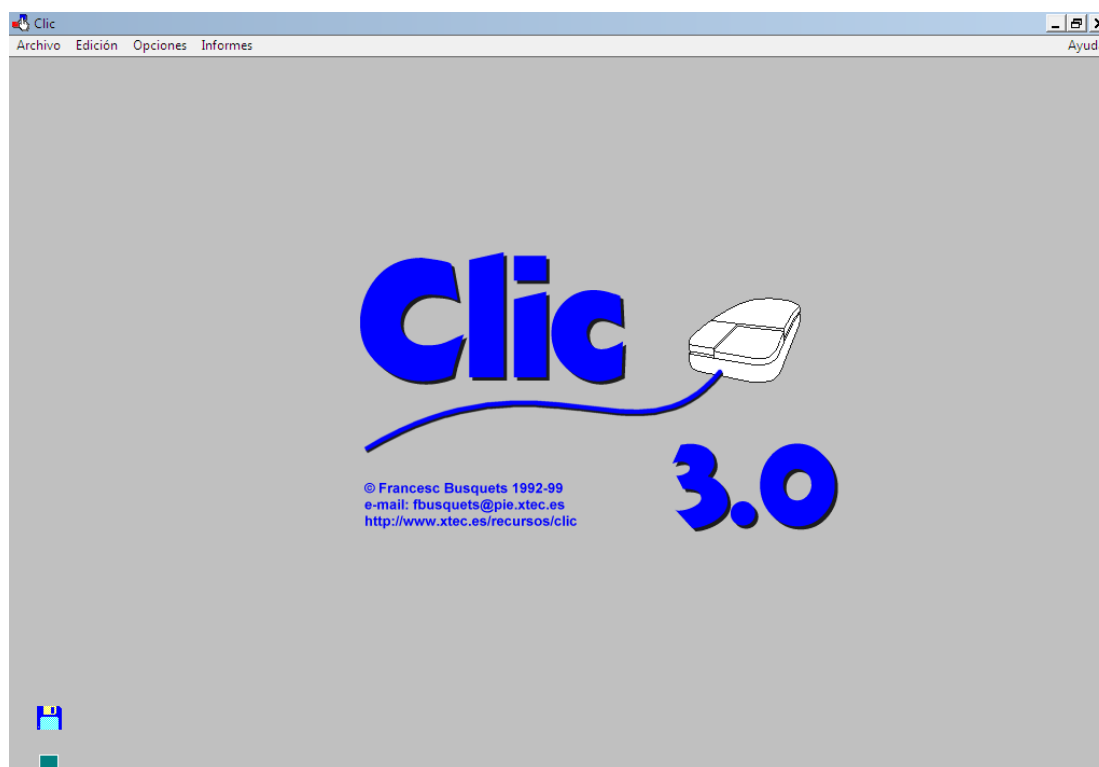 Clic
Archivo Edición Opciones Informes Ayud
Clic
3.0
© Francesc Busquets 1992-99
e-mail: fbusquets@pie.xtec.es
http://www.xtec.es/recursos/clic